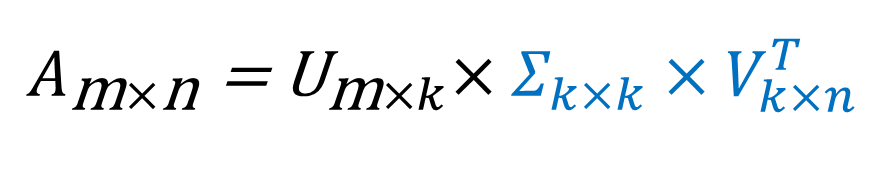 A_{m×n} = U_{m×k} × Σ_{k×k} × V^T_{k×n}